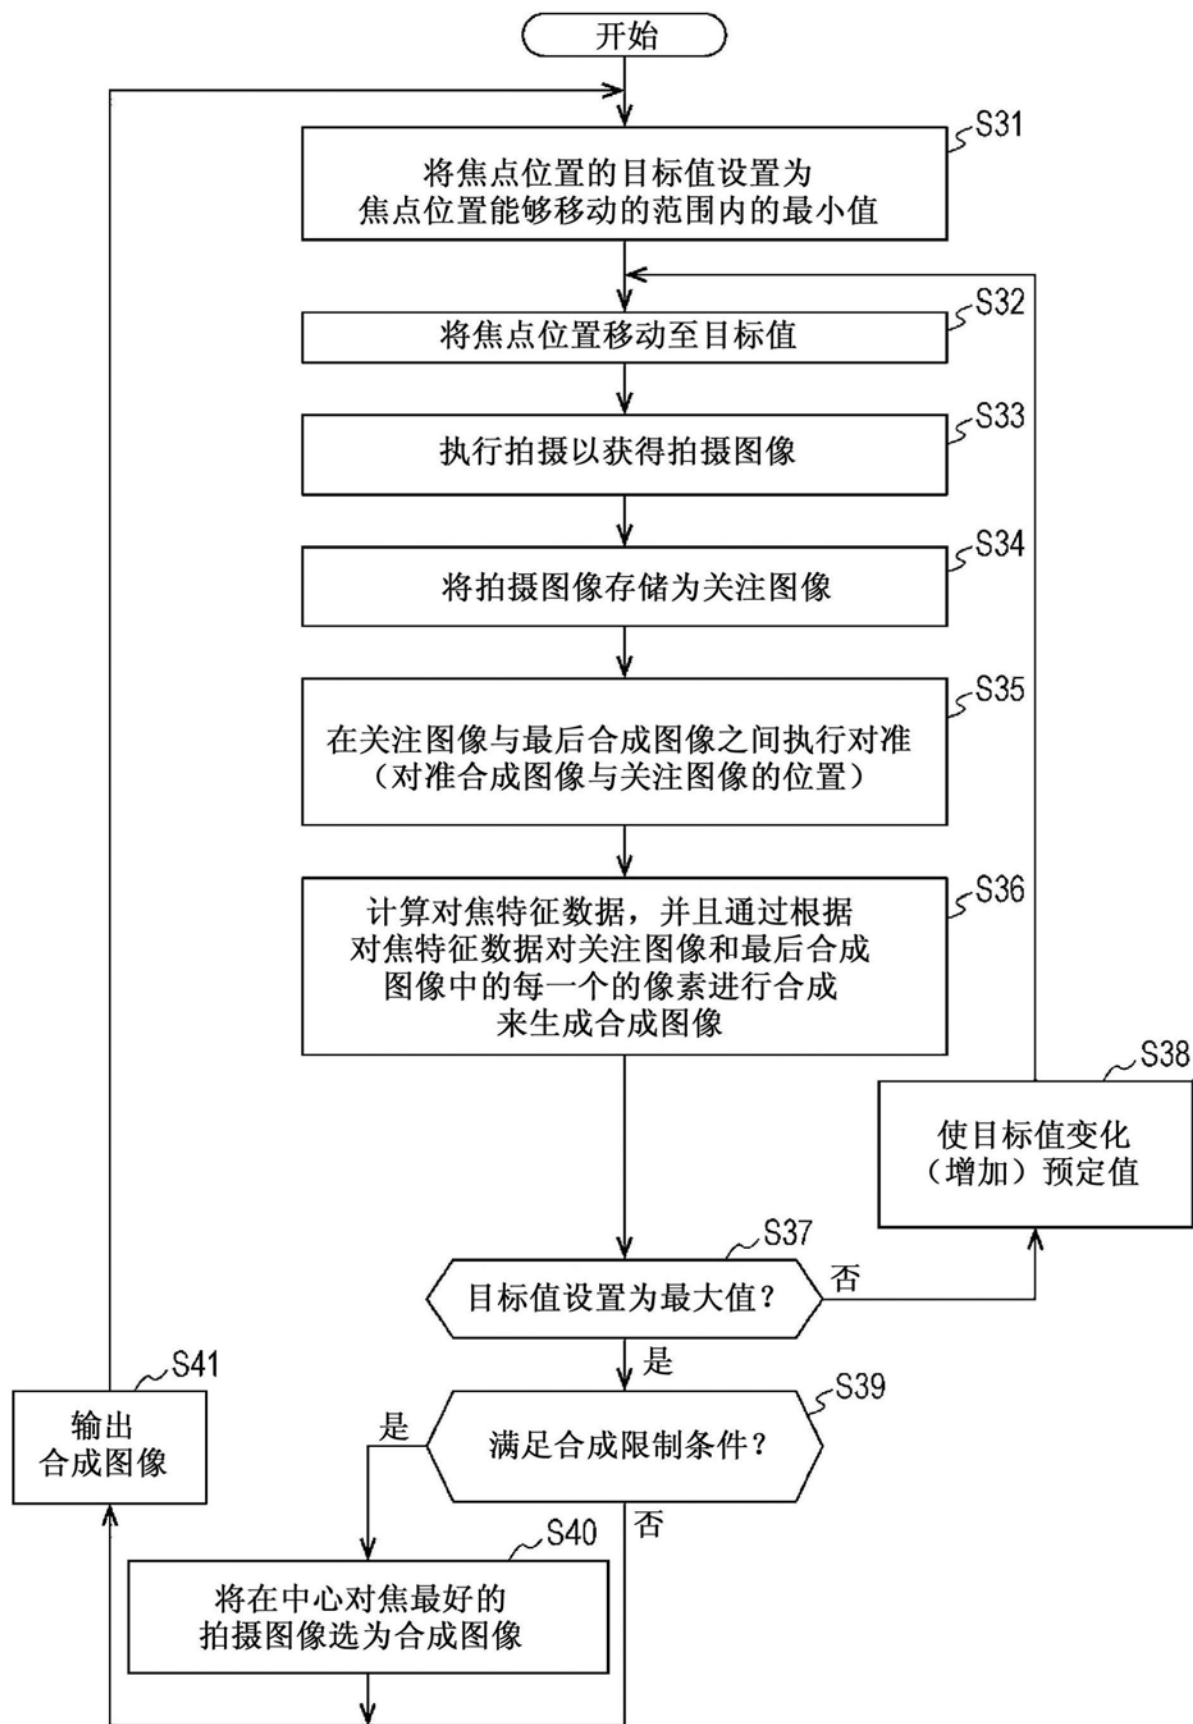 开始
S31
将焦点位置的目标值设置为
焦点位置能够移动的范围内的最小值
S32
将焦点位置移动至目标值
S33
执行拍摄以获得拍摄图像
S34
将拍摄图像存储为关注图像
S35
在关注图像与最后合成图像之间执行对准
（对准合成图像与关注图像的位置）
S36
计算对焦特征数据，并且通过根据
对焦特征数据对关注图像和最后合成
图像中的每一个的像素进行合成
来生成合成图像
S38
使目标值变化
（增加）预定值
S37
目标值设置为最大值？
否
是
S39
满足合成限制条件？
是
否
S41
输出
合成图像
S40
将在中心对焦最好的
拍摄图像选为合成图像